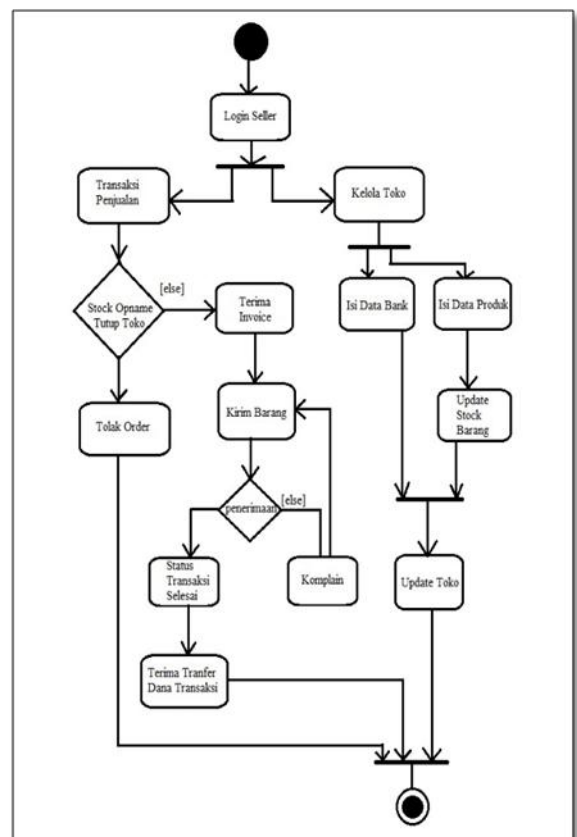 Login Seller
Transaksi
Penjualan
Kelola Toko
[else]
Stock Opname
Tutup Toko
Terima
Invoice
Isi Data Bank
Isi Data Produk
Tolak Order
Kirim Barang
Update
Stock
Barang
penerimaan
[else]
Status
Transaksi
Selesai
Komplain
Update Toko
Terima Tranfer
Dana Transaksi